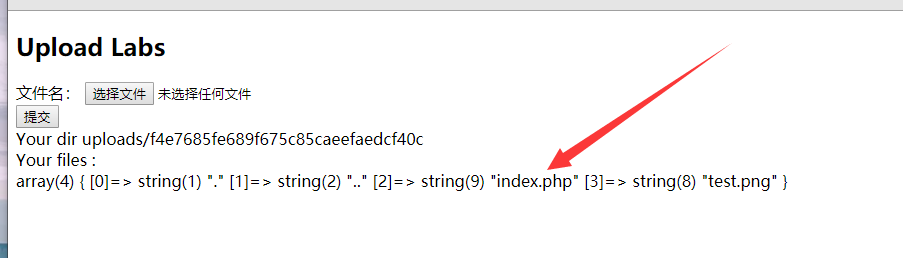 Upload Labs
文件名： 选择文件 未选择任何文件
提交
Your dir uploads/f4e7685fe689f675c85caeefaedcf40c
Your files :
array(4) { [0]=> string(1) "." [1]=> string(2) ".." [2]=> string(9) "index.php" [3]=> string(8) "test.png" }